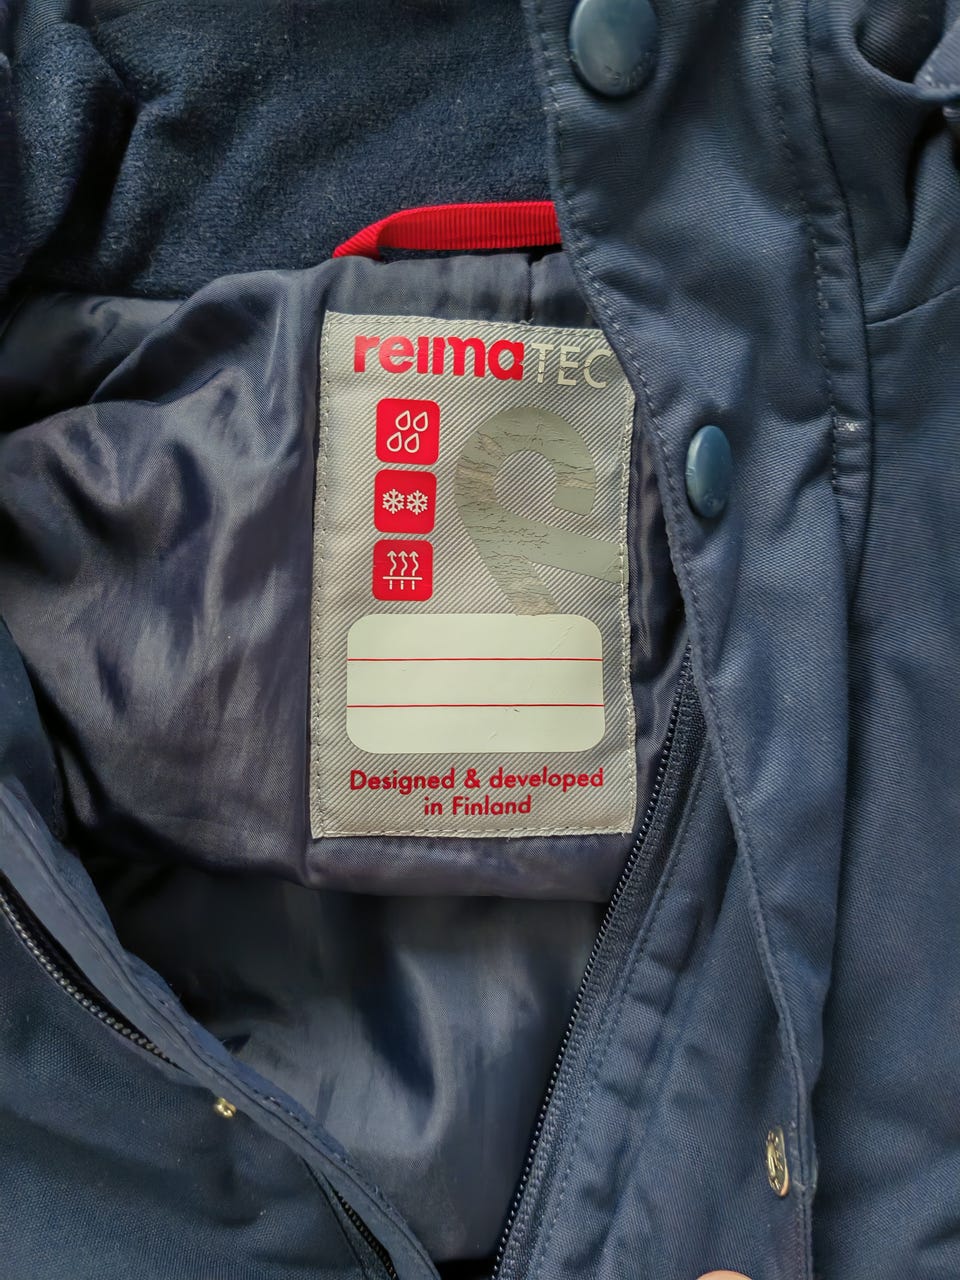 reimaTEC
Designed & developed
in Finland